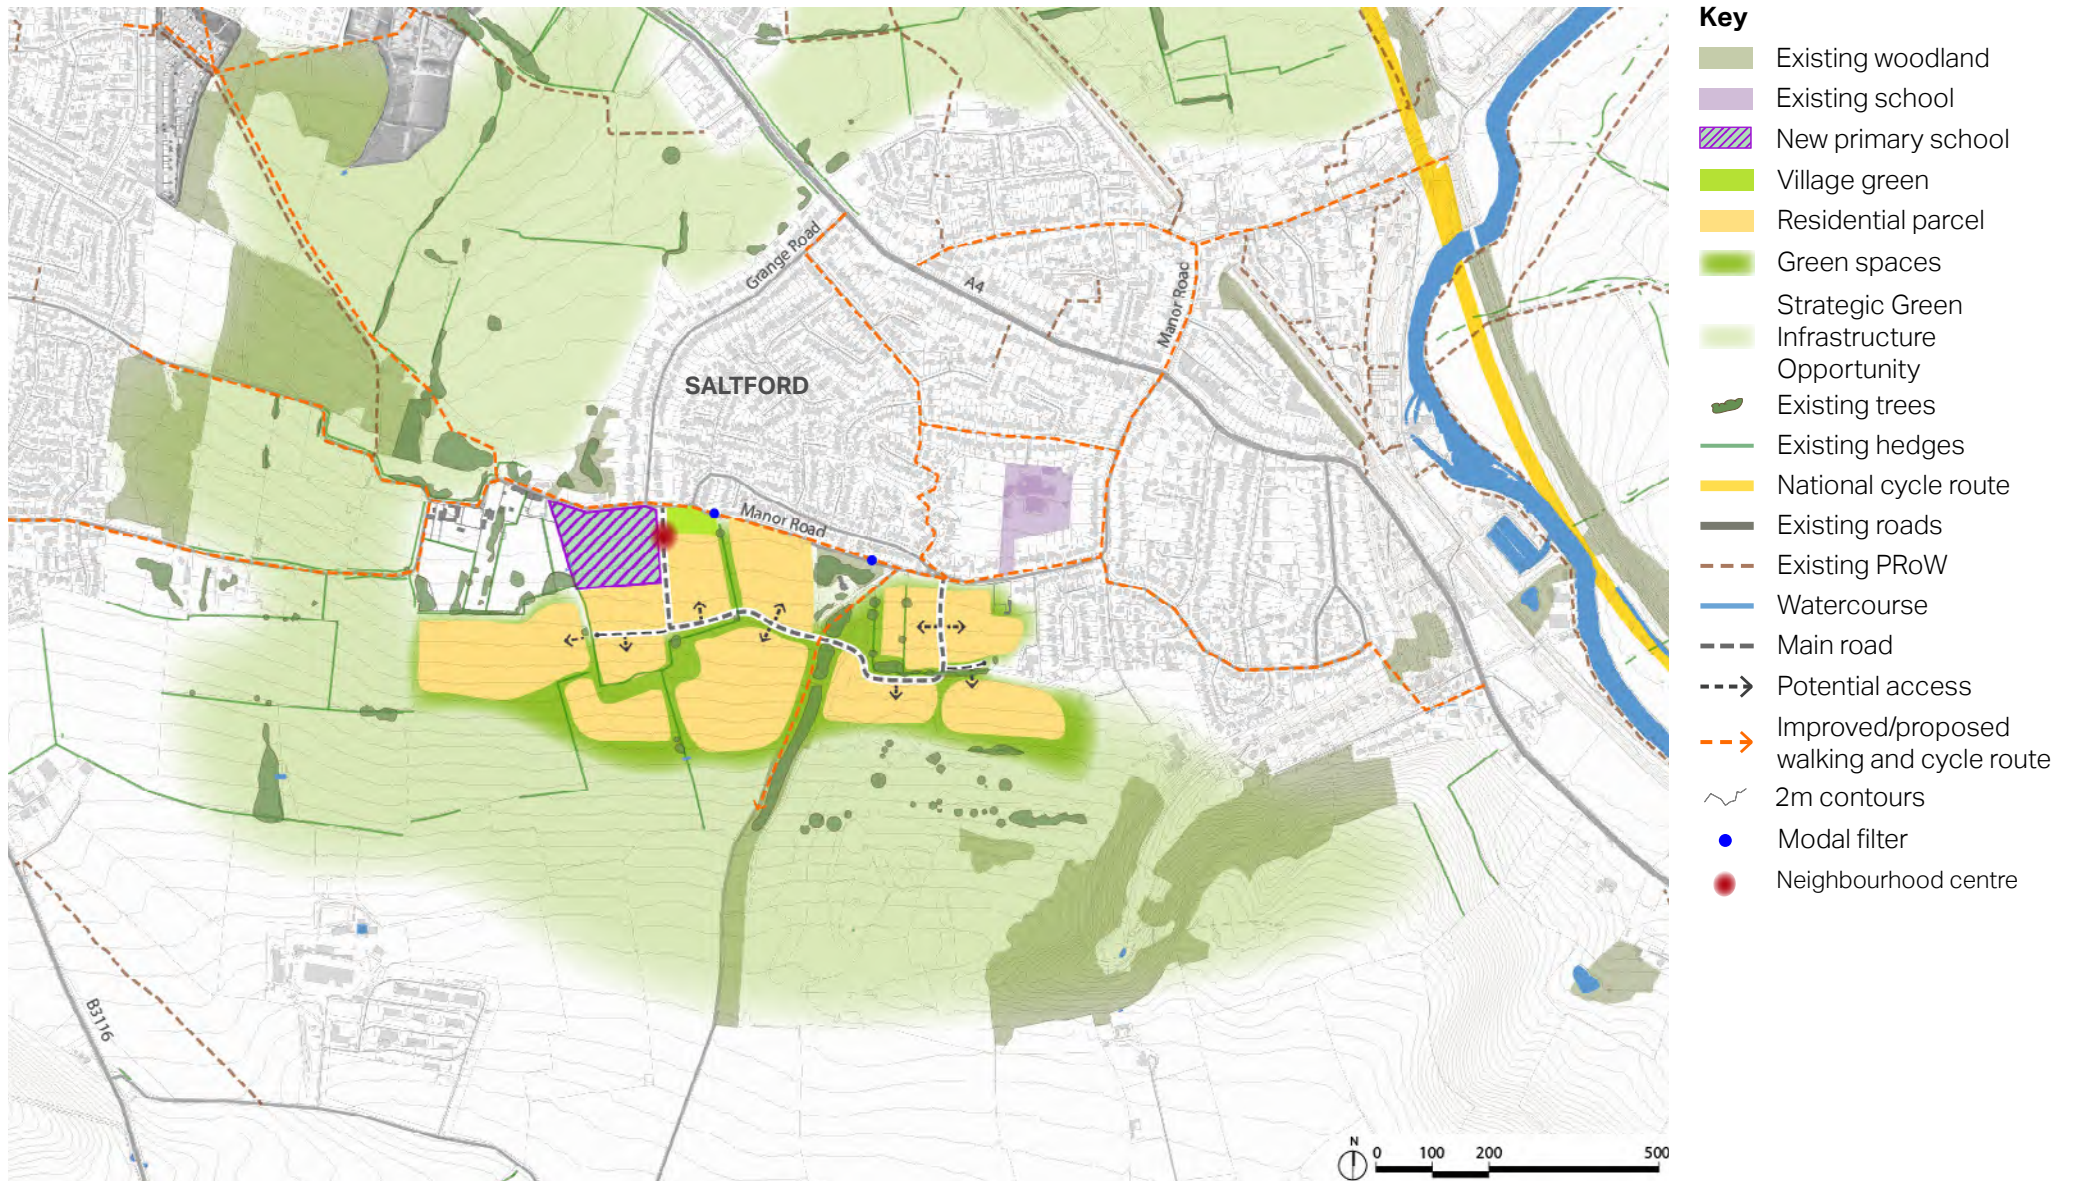 Key
Existing woodland
Existing school
New primary school
Village green
Residential parcel
Green spaces
Strategic Green
Infrastructure
Opportunity
Existing trees
Existing hedges
National cycle route
Existing roads
Existing PRoW
Watercourse
Main road
Potential access
Improved/proposed
walking and cycle route
2m contours
Modal filter
Neighbourhood centre
Grange Road
A4
Manor Road
SALTFORD
Manor Road
B3116
N
0 100 200 500